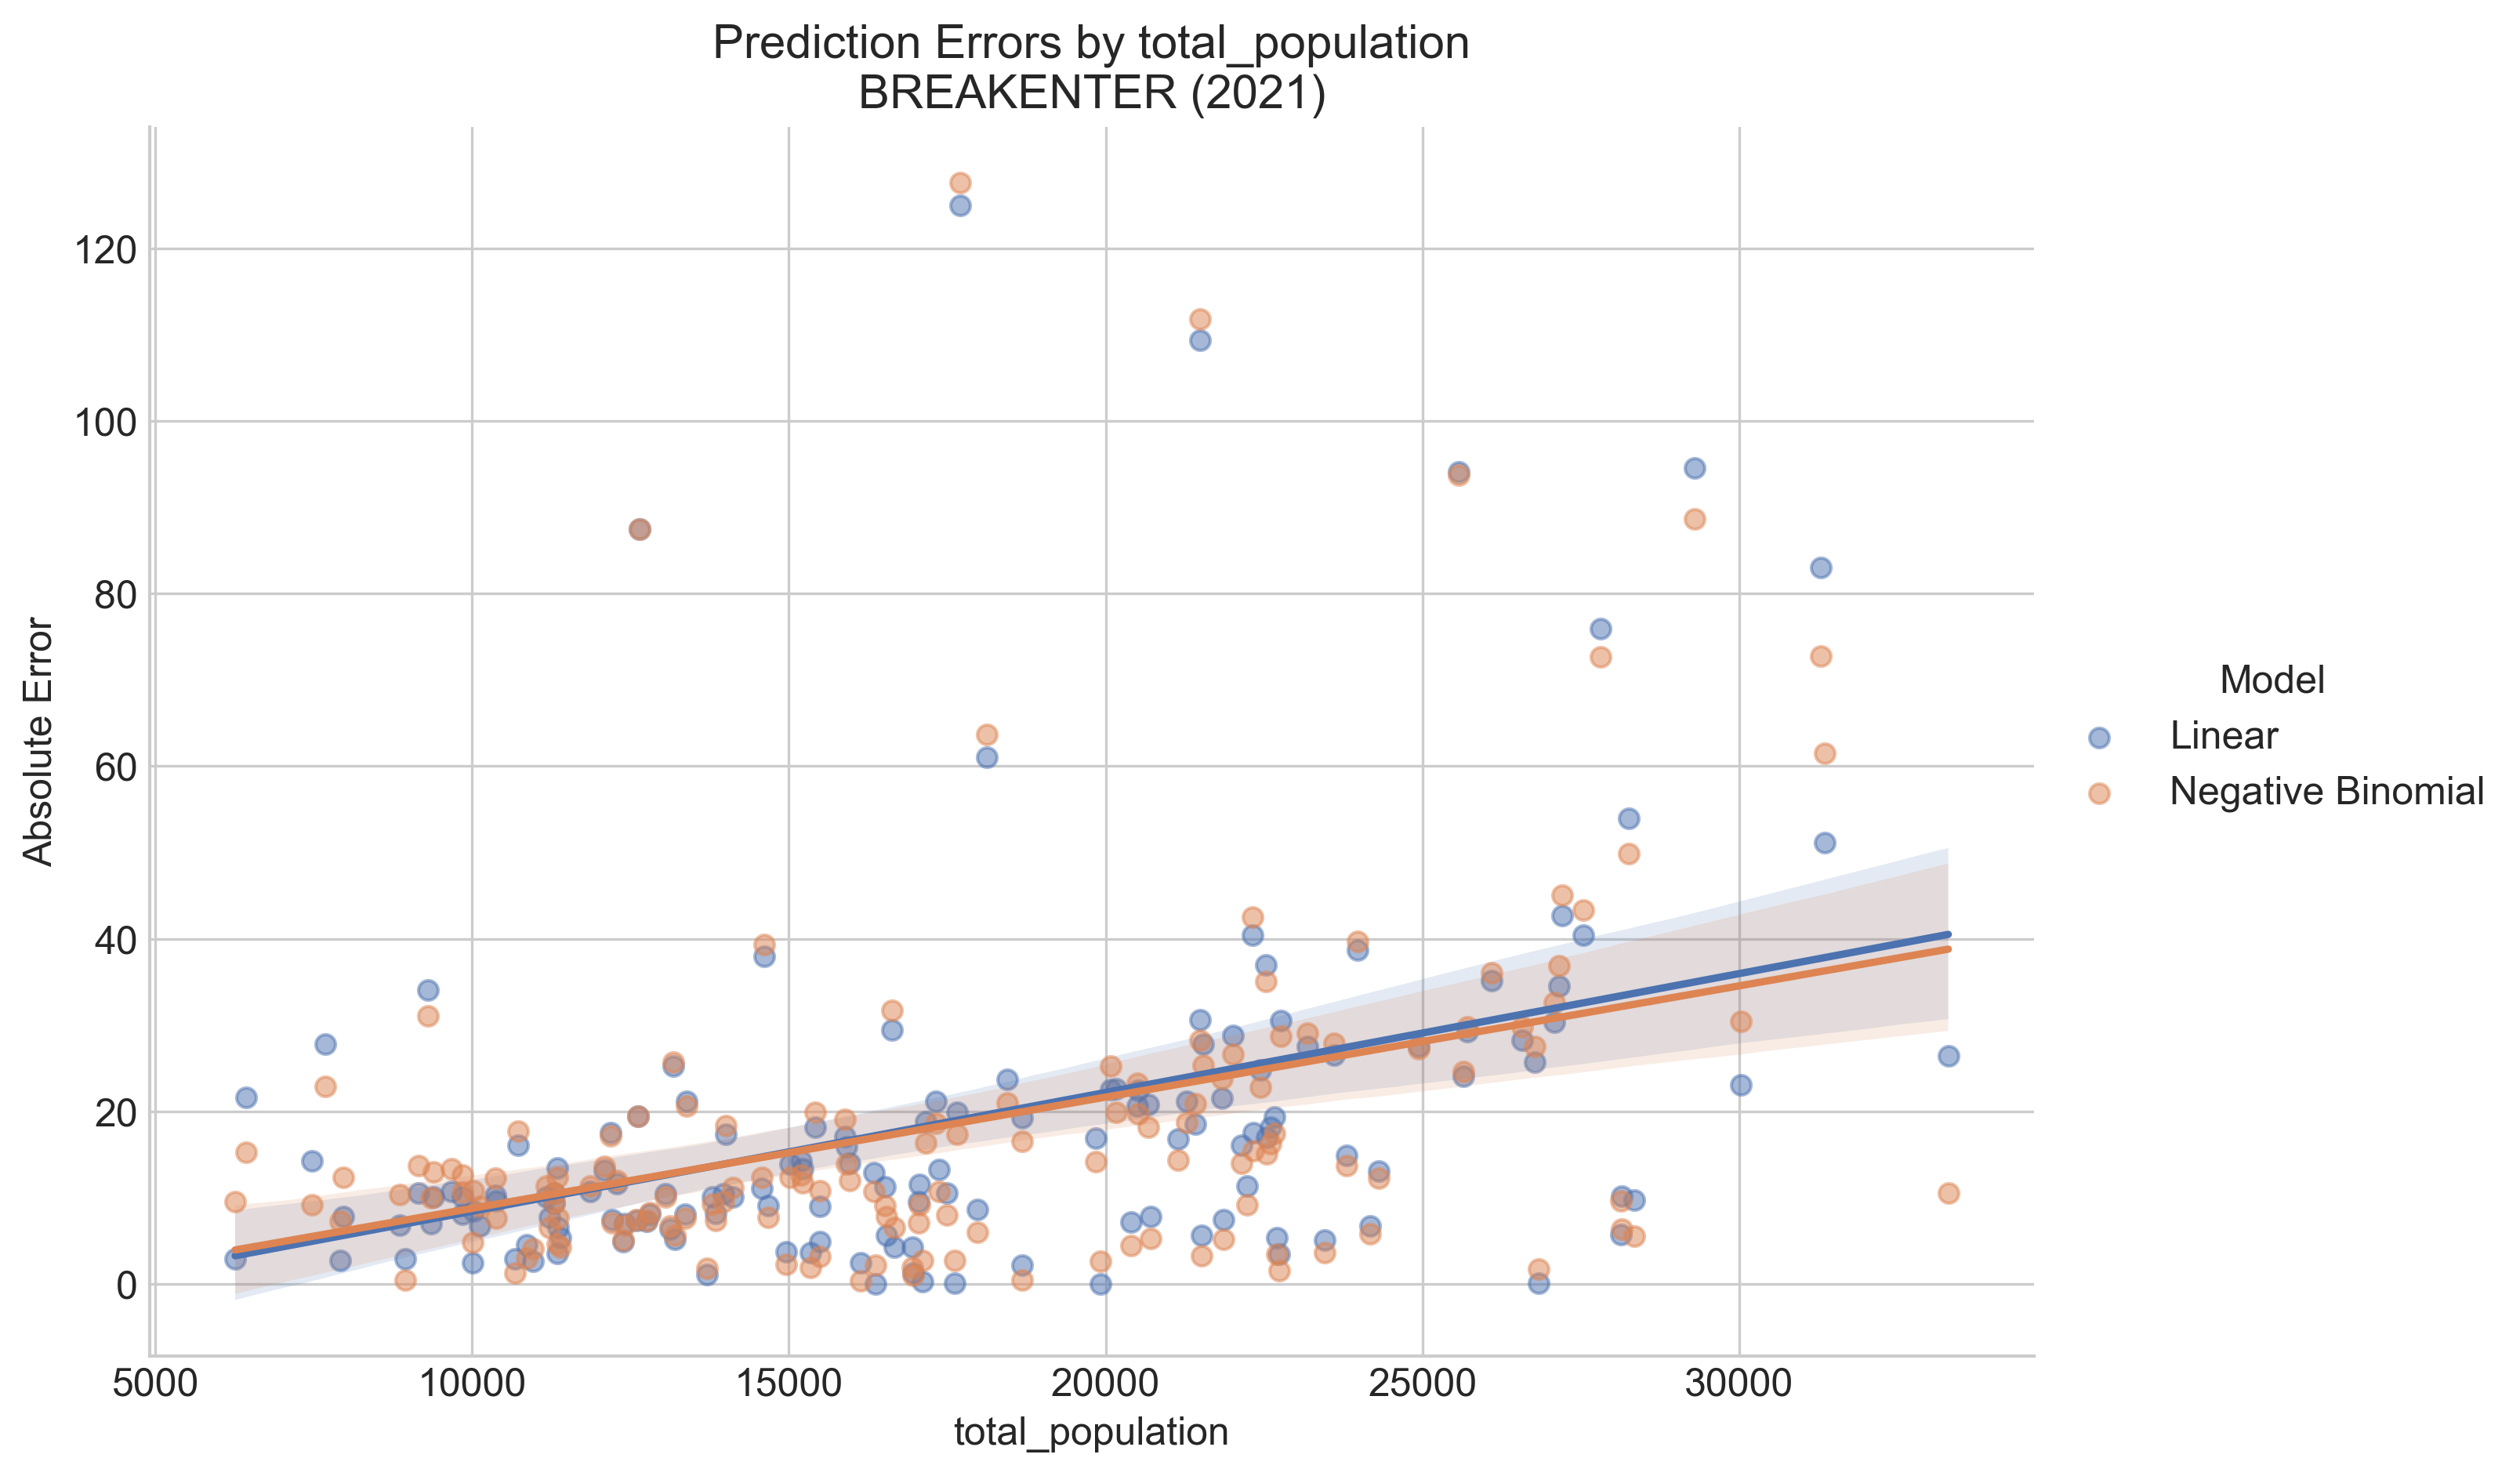 Prediction Errors by total_population
BREAKENTER (2021)
Absolute Error
120
100
80
60
40
20
0
5000
10000
15000
20000
25000
30000
total_population
Model
Linear
Negative Binomial